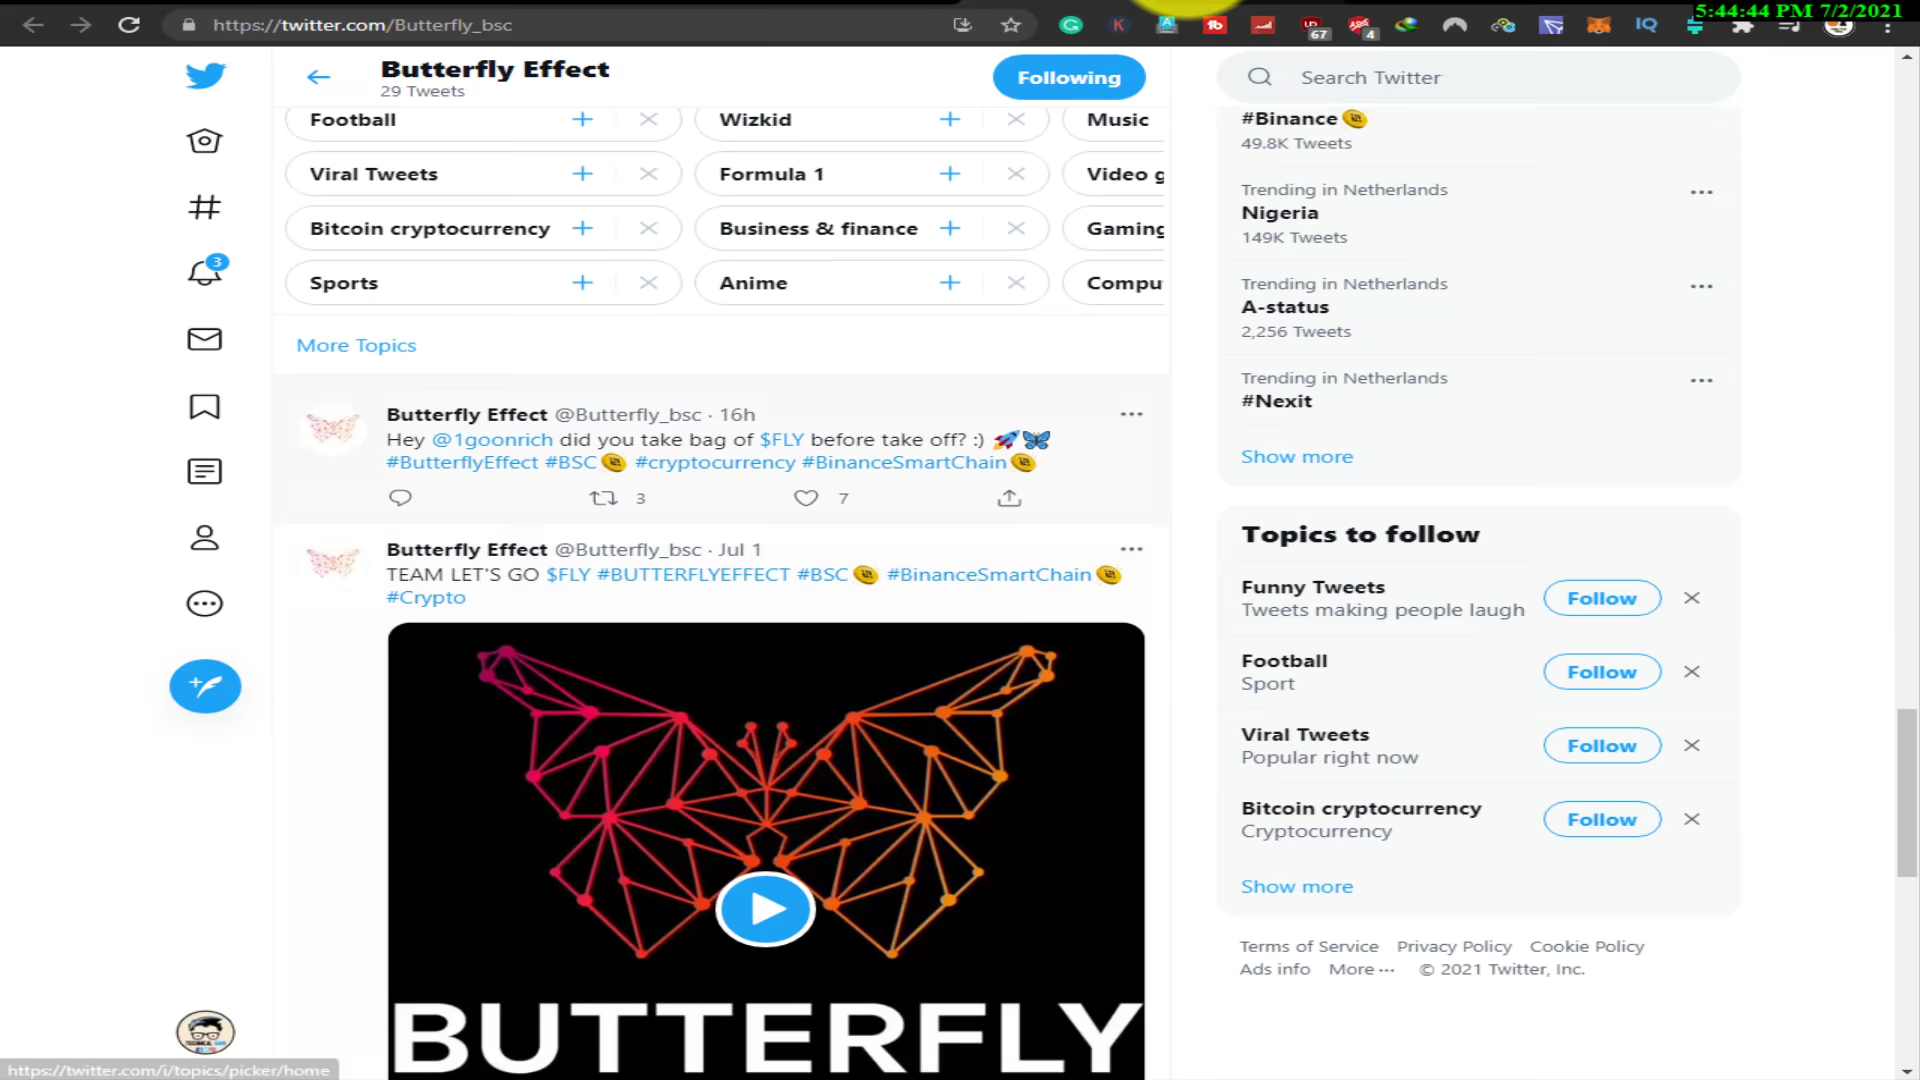 5:44:44 PM 7/2/2021
https://twitter.com/Butterfly_bsc
67
4
IQ
Butterfly Effect
29 Tweets
Following
Search Twitter
3
Football
Wizkid
Music
Viral Tweets
Formula 1
Video g
Bitcoin cryptocurrency
Business & finance
Gaming
Sports
Anime
Compu
More Topics
Butterfly Effect @Butterfly_bsc · 16h
Hey @1goonrich did you take bag of $FLY before take off? :) 🚀🦋
#ButterflyEffect #BSC #cryptocurrency #BinanceSmartChain
3
7
Butterfly Effect @Butterfly_bsc · Jul 1
TEAM LET'S GO $FLY #BUTTERFLYEFFECT #BSC #BinanceSmartChain
#Crypto
BUTTERFLY
#Binance
49.8K Tweets
Trending in Netherlands
Nigeria
149K Tweets
Trending in Netherlands
A-status
2,256 Tweets
Trending in Netherlands
#Nexit
Show more
Topics to follow
Funny Tweets
Tweets making people laugh
Follow
Football
Sport
Follow
Viral Tweets
Popular right now
Follow
Bitcoin cryptocurrency
Cryptocurrency
Follow
Show more
Terms of Service Privacy Policy Cookie Policy
Ads info More ··· © 2021 Twitter, Inc.
https://twitter.com/i/topics/picker/home